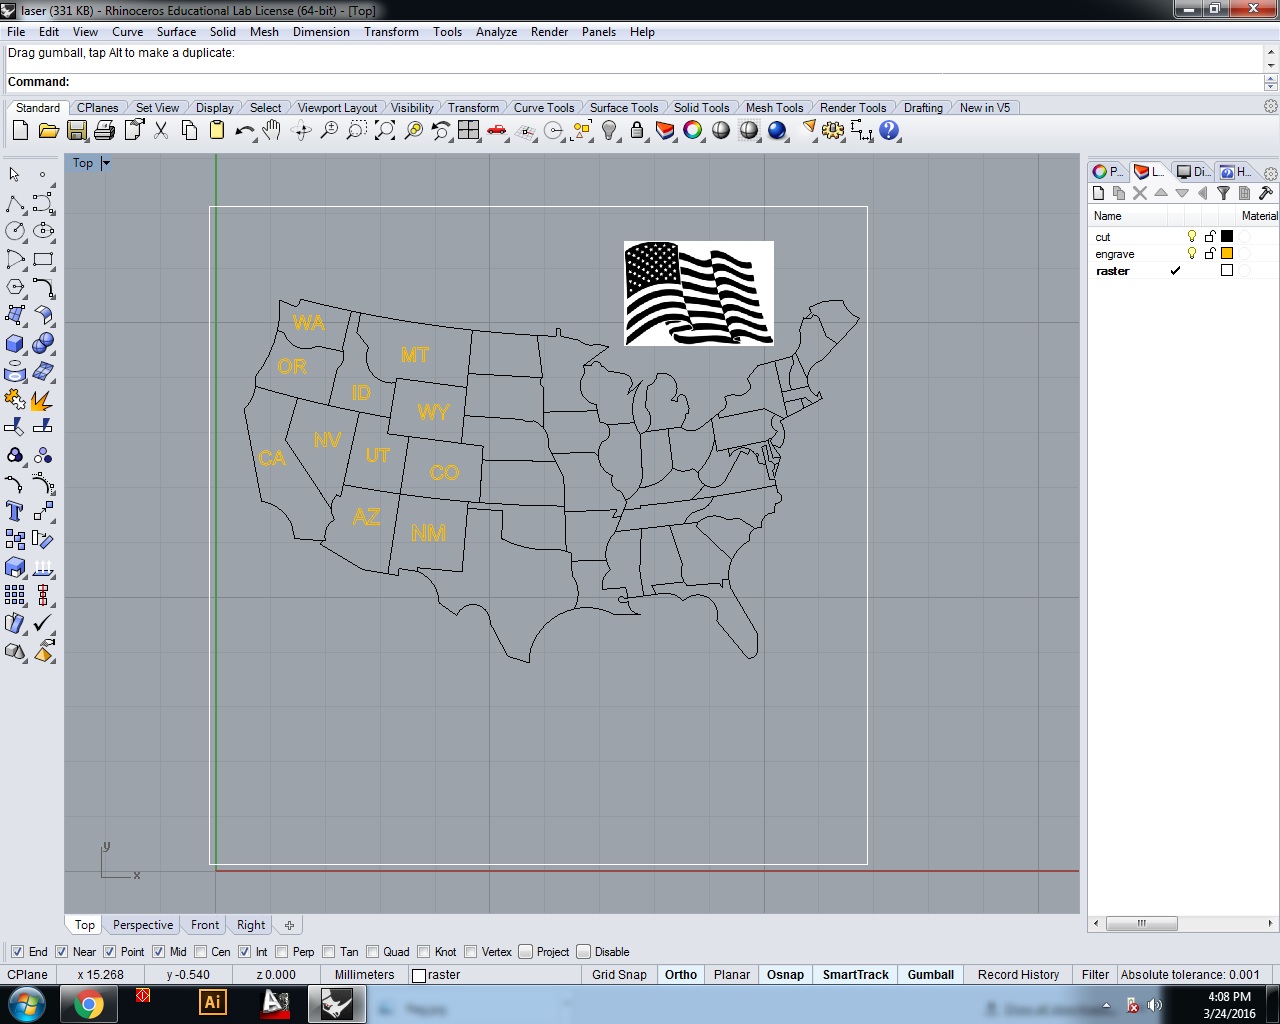 laser (331 KB) - Rhinoceros Educational Lab License (64-bit) - [Top]
File Edit View Curve Surface Solid Mesh Dimension Transform Tools Analyze Render Panels Help
Drag gumball, tap Alt to make a duplicate:
Command:
Standard CPlanes Set View Display Select Viewport Layout Visibility Transform Curve Tools Surface Tools Solid Tools Mesh Tools Render Tools Drafting New in V5
Top
P... L... Di... H...
Name Material
cut
engrave
raster
WA
MT
OR
ID
WY
NV
CA
UT
CO
AZ
NM
y
x
Top Perspective Front Right
End Near Point Mid Cen Int Perp Tan Quad Knot Vertex Project Disable
CPlane x 15.268 y -0.540 z 0.000 Millimeters raster Grid Snap Ortho Planar Osnap SmartTrack Gumball Record History Filter Absolute tolerance: 0.001
Ai
4:08 PM
3/24/2016